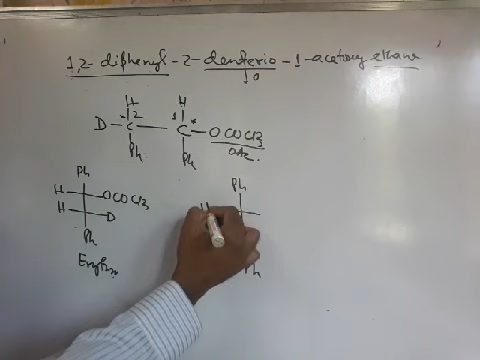 1,2- diphenyl - 2 - deuterio - 1 - acetoxy ethane
D
H H
D - C* 2 - 1 C* - OCOCH3
Ph Ph OAc.
Ph Ph
H OCOCH3 H
H D
Ph Ph
Erythro